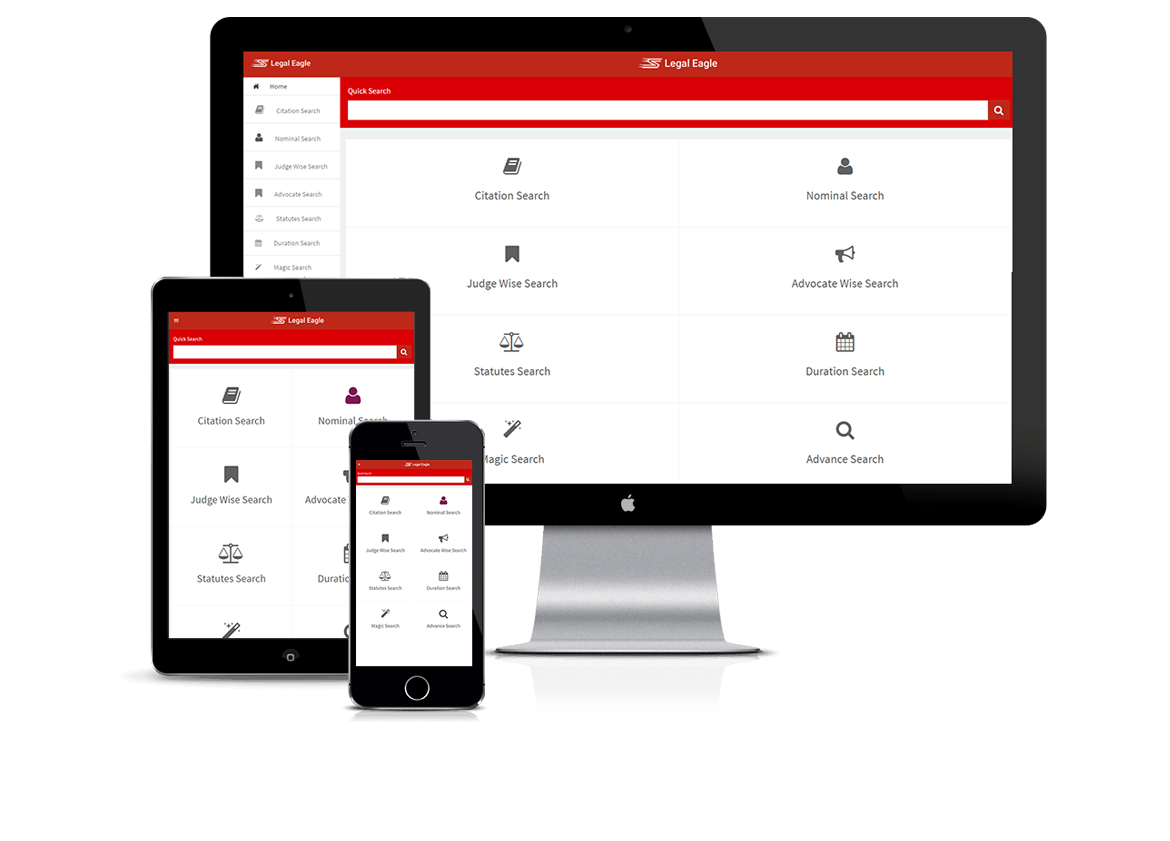 Legal Eagle
Legal Eagle
Home
Citation Search
Nominal Search
Judge Wise Search
Advocate Search
Statutes Search
Duration Search
Magic Search
Quick Search
Citation Search
Nominal Search
Judge Wise Search
Advocate Wise Search
Statutes Search
Duration Search
Magic Search
Advance Search
Legal Eagle
Quick Search
Citation Search
Nominal Search
Judge Wise Search
Advocate
Statutes Search
Legal Eagle
Citation Search
Nominal Search
Judge Wise Search
Advocate Wise Search
Statutes Search
Duration Search
Magic Search
Advance Search